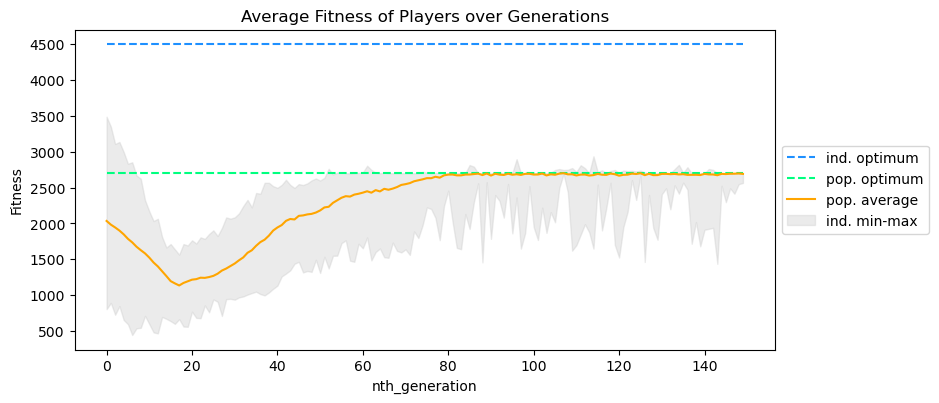 Average Fitness of Players over Generations
Fitness
4500
4000
3500
3000
2500
2000
1500
1000
500
0
20
40
60
80
100
120
140
nth_generation
ind. optimum
pop. optimum
pop. average
ind. min-max